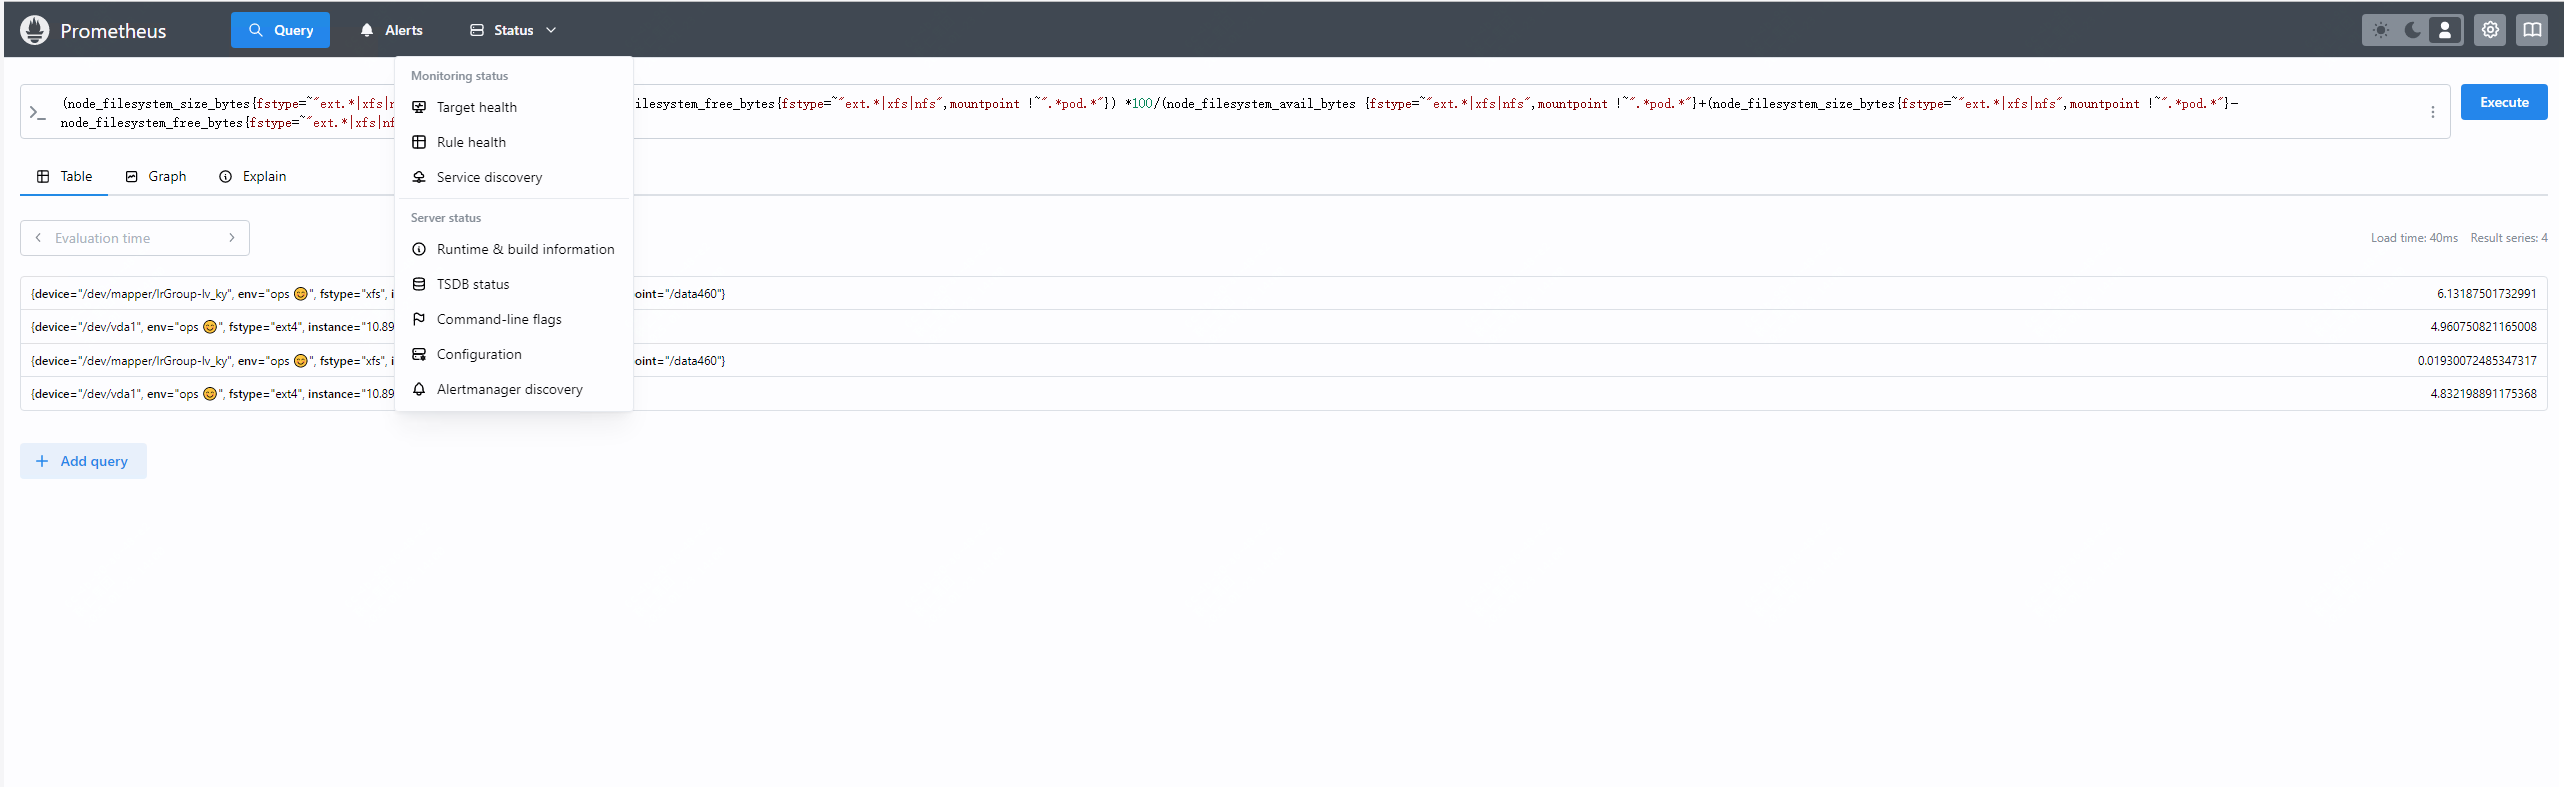 Prometheus Query Alerts Status
Monitoring status
Target health
Rule health
Service discovery
Server status
Runtime & build information
TSDB status
Command-line flags
Configuration
Alertmanager discovery
(node_filesystem_size_bytes{fstype=~"ext.*|xfs|n ilesystem_free_bytes{fstype=~"ext.*|xfs|nfs",mountpoint !~".*pod.*"}) *100/(node_filesystem_avail_bytes {fstype=~"ext.*|xfs|nfs",mountpoint !~".*pod.*"}+(node_filesystem_size_bytes{fstype=~"ext.*|xfs|nfs",mountpoint !~".*pod.*"}-
node_filesystem_free_bytes{fstype=~"ext.*|xfs|nf
Execute
Table Graph Explain
Evaluation time
Load time: 40ms Result series: 4
{device="/dev/mapper/lrGroup-lv_ky", env="ops 😊", fstype="xfs", i oint="/data460"} 6.13187501732991
{device="/dev/vda1", env="ops 😊", fstype="ext4", instance="10.89 4.960750821165008
{device="/dev/mapper/lrGroup-lv_ky", env="ops 😊", fstype="xfs", i oint="/data460"} 0.01930072485347317
{device="/dev/vda1", env="ops 😊", fstype="ext4", instance="10.89 4.832198891175368
Add query